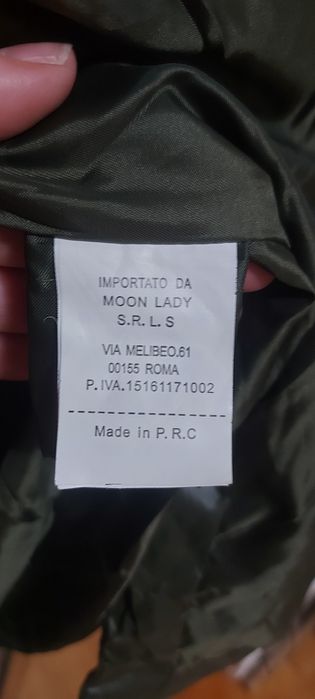 IMPORTATO DA
MOON LADY
S.R.L.S
VIA MELIBEO.61
00155 ROMA
P.IVA.15161171002
Made in P.R.C